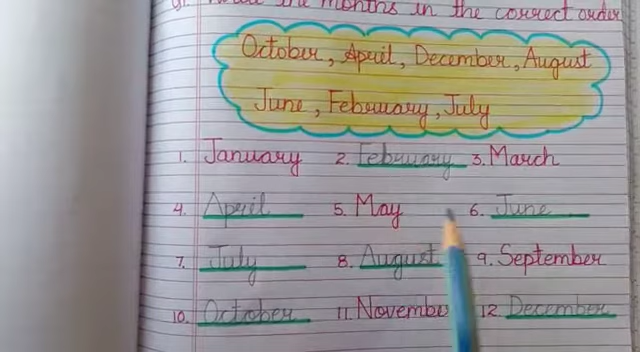 the months in the correct order
October, April, December, August
June, February, July
1. January 2. February 3. March
4. April 5. May 6. June
7. July 8. August 9. September
10. October 11. November 12. December